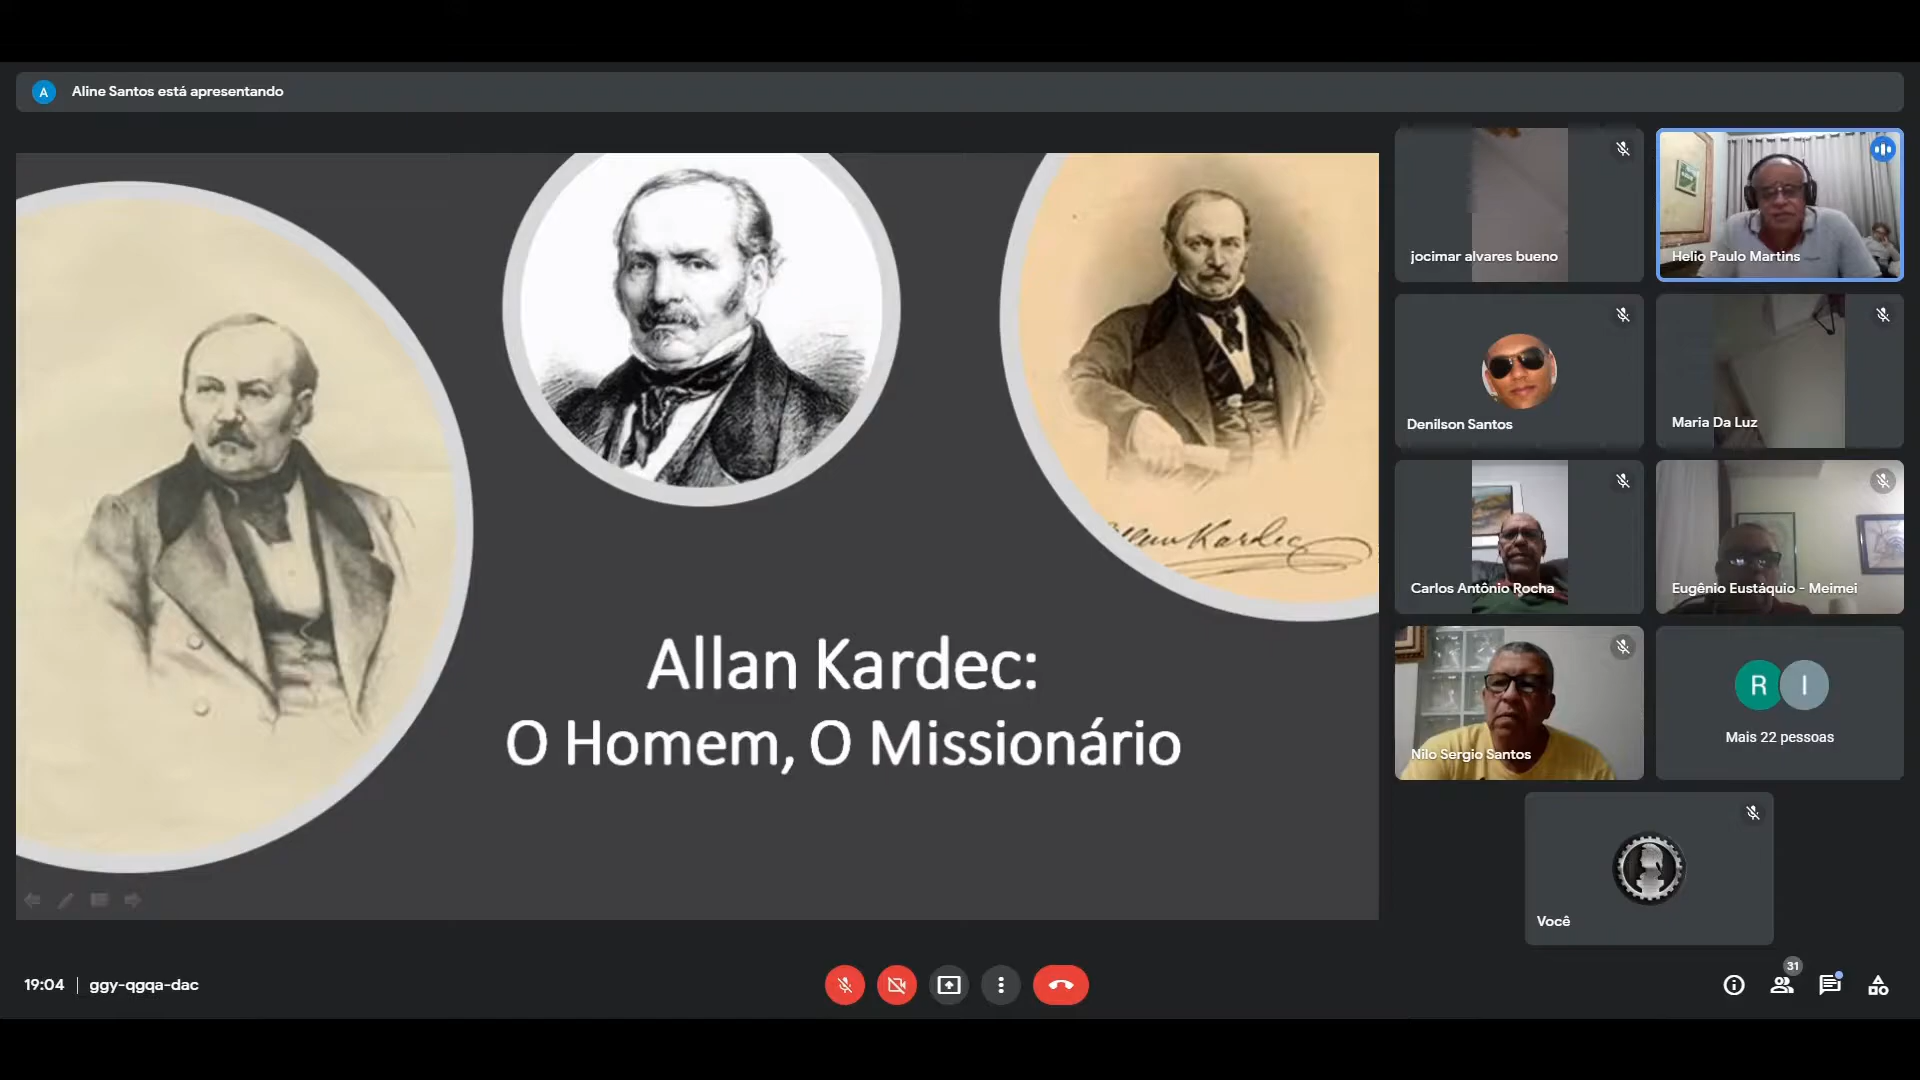 A
Aline Santos está apresentando
Allan Kardec
Allan Kardec:
O Homem, O Missionário
jocimar alvares bueno
Helio Paulo Martins
Denilson Santos
Maria Da Luz
Carlos Antônio Rocha
Eugênio Eustáquio - Meimei
Nilo Sergio Santos
R
I
Mais 22 pessoas
Você
19:04 | ggy-qgqa-dac
31